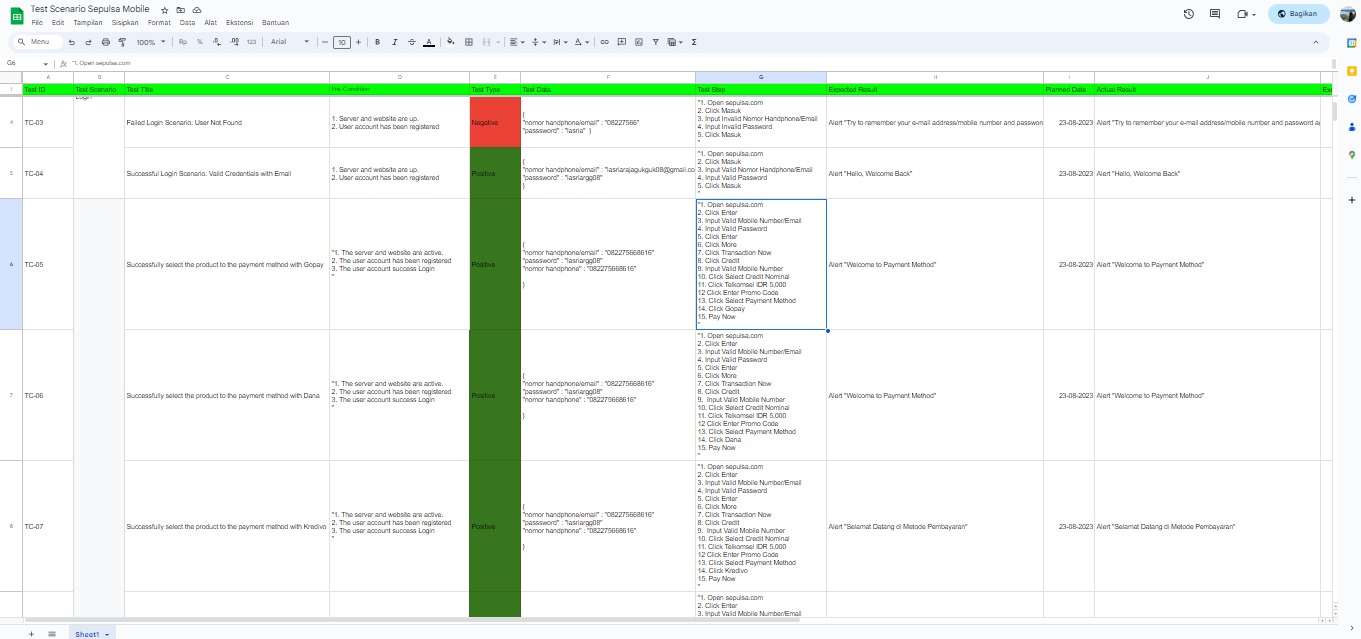 Test Scenario Sepulsa Mobile
File Edit Tampilan Sisipkan Format Data Alat Ekstensi Bantuan
Bagikan
Menu 100% Rp % .0 .00 123 Arial 10 B I A
G6 fx "1. Open sepulsa.com
A B C D E F G H I J
1 Test ID Test Scenario Test Title Pre-Condition Test Type Test Data Test Step Expected Result Planned Date Actual Result Exe
Login
4 TC-03 Failed Login Scenario: User Not Found
1. Server and website are up.
2. User account has been registered
Negative
{
"nomor handphone/email" : "08227566"
"passsword" : "lasria" }
"1. Open sepulsa.com
2. Click Masuk
3. Input Invalid Nomor Handphone/Email
4. Input Invalid Password
5. Click Masuk
"
Alert "Try to remember your e-mail address/mobile number and passwor
23-08-2023
Alert "Try to remember your e-mail address/mobile number and password a
5 TC-04 Successful Login Scenario: Valid Credentials with Email
1. Server and website are up.
2. User account has been registered
Positive
{
"nomor handphone/email" : "lasriarajagukguk08@gmail.co
"passsword" : "lasriargg08"
}
"1. Open sepulsa.com
2. Click Masuk
3. Input Valid Nomor Handphone/Email
4. Input Valid Password
5. Click Masuk
"
Alert "Hello, Welcome Back"
23-08-2023
Alert "Hello, Welcome Back"
6 TC-05 Successfully select the product to the payment method with Gopay
"1. The server and website are active.
2. The user account has been registered
3. The user account success Login
"
Positive
{
"nomor handphone/email" : "082275668616"
"passsword" : "lasriargg08"
"nomor handphone" : "082275668616"
}
"1. Open sepulsa.com
2. Click Enter
3. Input Valid Mobile Number/Email
4. Input Valid Password
5. Click Enter
6. Click More
7. Click Transaction Now
8. Click Credit
9. Input Valid Mobile Number
10. Click Select Credit Nominal
11. Click Telkomsel IDR 5,000
12 Click Enter Promo Code
13. Click Select Payment Method
14. Click Gopay
15. Pay Now
"
Alert "Welcome to Payment Method"
23-08-2023
Alert "Welcome to Payment Method"
7 TC-06 Successfully select the product to the payment method with Dana
"1. The server and website are active.
2. The user account has been registered
3. The user account success Login
"
Positive
{
"nomor handphone/email" : "082275668616"
"passsword" : "lasriargg08"
"nomor handphone" : "082275668616"
}
"1. Open sepulsa.com
2. Click Enter
3. Input Valid Mobile Number/Email
4. Input Valid Password
5. Click Enter
6. Click More
7. Click Transaction Now
8. Click Credit
9. Input Valid Mobile Number
10. Click Select Credit Nominal
11. Click Telkomsel IDR 5,000
12 Click Enter Promo Code
13. Click Select Payment Method
14. Click Dana
15. Pay Now
"
Alert "Welcome to Payment Method"
23-08-2023
Alert "Welcome to Payment Method"
8 TC-07 Successfully select the product to the payment method with Kredivo
"1. The server and website are active.
2. The user account has been registered
3. The user account success Login
"
Positive
{
"nomor handphone/email" : "082275668616"
"passsword" : "lasriargg08"
"nomor handphone" : "082275668616"
}
"1. Open sepulsa.com
2. Click Enter
3. Input Valid Mobile Number/Email
4. Input Valid Password
5. Click Enter
6. Click More
7. Click Transaction Now
8. Click Credit
9. Input Valid Mobile Number
10. Click Select Credit Nominal
11. Click Telkomsel IDR 5,000
12 Click Enter Promo Code
13. Click Select Payment Method
14. Click Kredivo
15. Pay Now
"
Alert "Selamat Datang di Metode Pembayaran"
23-08-2023
Alert "Selamat Datang di Metode Pembayaran"
"1. Open sepulsa.com
2. Click Enter
3. Input Valid Mobile Number/Email
Sheet1